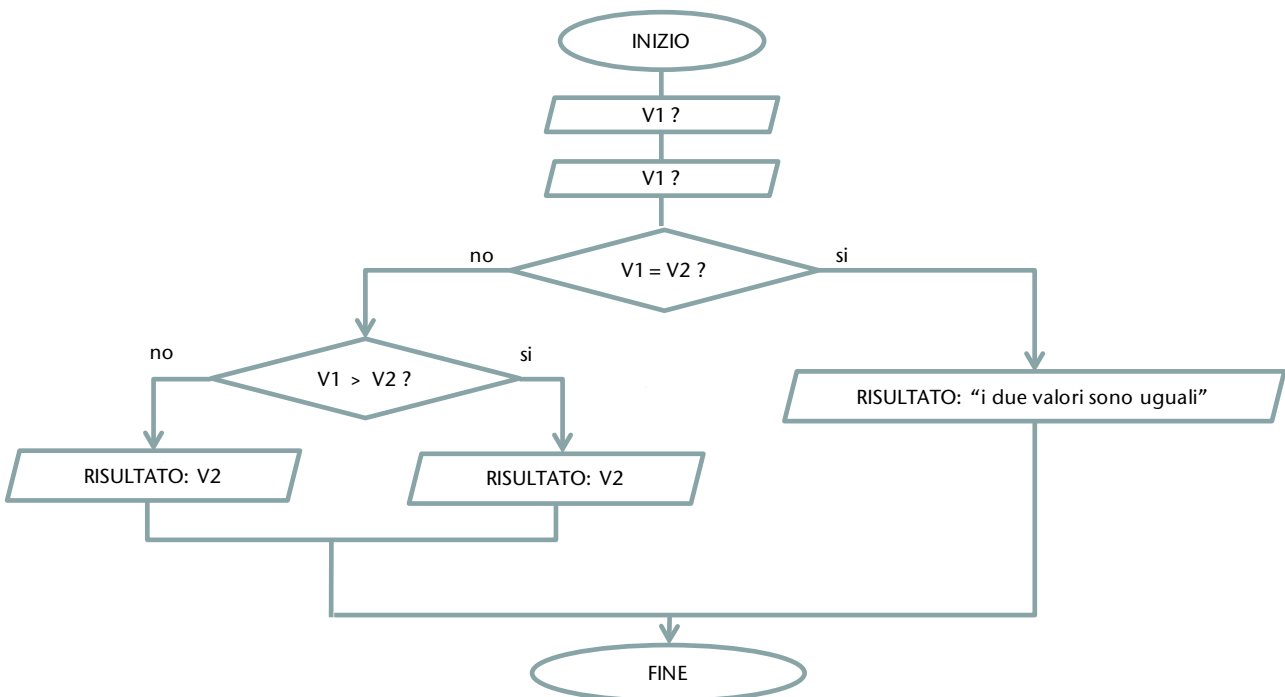 INIZIO
V1 ?
V1 ?
no
V1 = V2 ?
si
no
V1 > V2 ?
si
RISULTATO: “i due valori sono uguali”
RISULTATO: V2
RISULTATO: V2
FINE